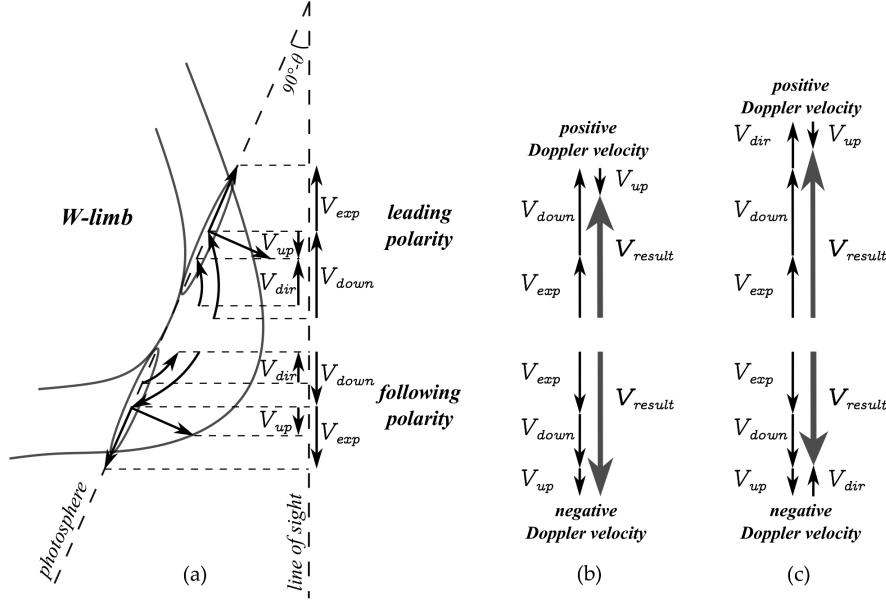 90°-θ
W-limb
leading
polarity
V_exp
V_up
V_dir
V_down
V_dir
V_down
following
polarity
V_up
V_exp
photosphere
line of sight
(a)
positive
Doppler velocity
V_up
V_down
V_result
V_exp
V_exp
V_result
V_down
V_up
negative
Doppler velocity
(b)
positive
Doppler velocity
V_dir
V_up
V_down
V_result
V_exp
V_exp
V_result
V_down
V_up
V_dir
negative
Doppler velocity
(c)